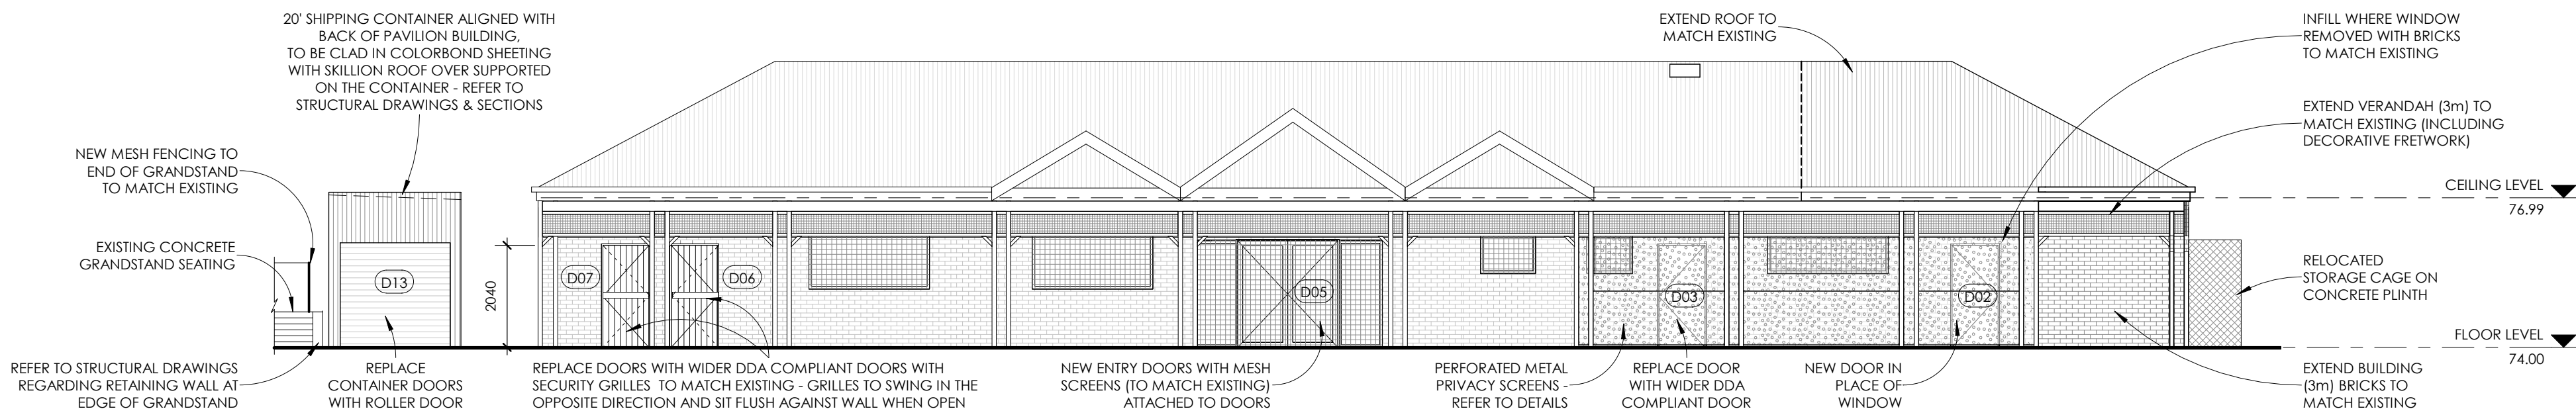 20' SHIPPING CONTAINER ALIGNED WITH
BACK OF PAVILION BUILDING,
TO BE CLAD IN COLORBOND SHEETING
WITH SKILLION ROOF OVER SUPPORTED
ON THE CONTAINER - REFER TO
STRUCTURAL DRAWINGS & SECTIONS
EXTEND ROOF TO
MATCH EXISTING
INFILL WHERE WINDOW
REMOVED WITH BRICKS
TO MATCH EXISTING
EXTEND VERANDAH (3m) TO
MATCH EXISTING (INCLUDING
DECORATIVE FRETWORK)
NEW MESH FENCING TO
END OF GRANDSTAND
TO MATCH EXISTING
CEILING LEVEL
76.99
EXISTING CONCRETE
GRANDSTAND SEATING
D13
2040
D07
D06
D05
D03
D02
RELOCATED
STORAGE CAGE ON
CONCRETE PLINTH
FLOOR LEVEL
74.00
REFER TO STRUCTURAL DRAWINGS
REGARDING RETAINING WALL AT
EDGE OF GRANDSTAND
REPLACE
CONTAINER DOORS
WITH ROLLER DOOR
REPLACE DOORS WITH WIDER DDA COMPLIANT DOORS WITH
SECURITY GRILLES TO MATCH EXISTING - GRILLES TO SWING IN THE
OPPOSITE DIRECTION AND SIT FLUSH AGAINST WALL WHEN OPEN
NEW ENTRY DOORS WITH MESH
SCREENS (TO MATCH EXISTING)
ATTACHED TO DOORS
PERFORATED METAL
PRIVACY SCREENS -
REFER TO DETAILS
REPLACE DOOR
WITH WIDER DDA
COMPLIANT DOOR
NEW DOOR IN
PLACE OF
WINDOW
EXTEND BUILDING
(3m) BRICKS TO
MATCH EXISTING